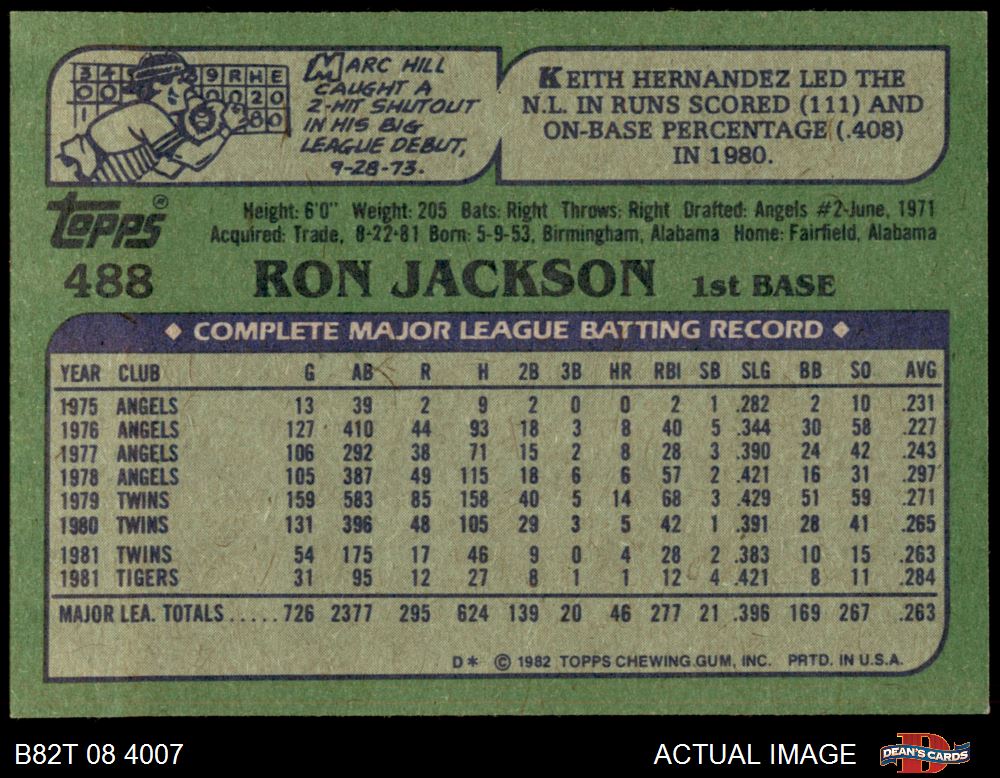 3 4 9 R H E
0 0 0 0 2 0
1 8 0
MARC HILL
CAUGHT A
2-HIT SHUTOUT
IN HIS BIG
LEAGUE DEBUT,
9-28-73.
KEITH HERNANDEZ LED THE
N.L. IN RUNS SCORED (111) AND
ON-BASE PERCENTAGE (.408)
IN 1980.
TOPPS®
Height: 6'0" Weight: 205 Bats: Right Throws: Right Drafted: Angels #2-June, 1971
Acquired: Trade, 8-22-81 Born: 5-9-53, Birmingham, Alabama Home: Fairfield, Alabama
488 RON JACKSON 1st BASE
◆ COMPLETE MAJOR LEAGUE BATTING RECORD ◆
YEAR CLUB G AB R H 2B 3B HR RBI SB SLG BB SO AVG
1975 ANGELS 13 39 2 9 2 0 0 2 1 .282 2 10 .231
1976 ANGELS 127 410 44 93 18 3 8 40 5 .344 30 58 .227
1977 ANGELS 106 292 38 71 15 2 8 28 3 .390 24 42 .243
1978 ANGELS 105 387 49 115 18 6 6 57 2 .421 16 31 .297
1979 TWINS 159 583 85 158 40 5 14 68 3 .429 51 59 .271
1980 TWINS 131 396 48 105 29 3 5 42 1 .391 28 41 .265
1981 TWINS 54 175 17 46 9 0 4 28 2 .383 10 15 .263
1981 TIGERS 31 95 12 27 8 1 1 12 4 .421 8 11 .284
MAJOR LEA. TOTALS.....726 2377 295 624 139 20 46 277 21 .396 169 267 .263
D* © 1982 TOPPS CHEWING GUM, INC. PRTD. IN U.S.A.
B82T 08 4007 ACTUAL IMAGE D DEAN'S CARDS